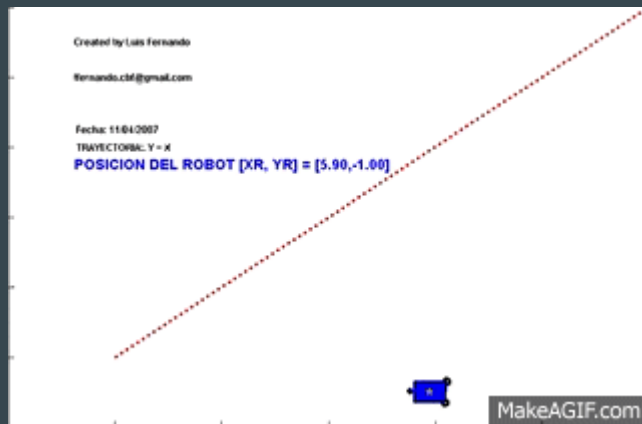 Created by Luis Fernando
lfernando.cbf@gmail.com
Fecha: 11/04/2007
TRAYECTORIA: Y = X
POSICION DEL ROBOT [XR, YR] = [5.90,-1.00]
MakeAGIF.com